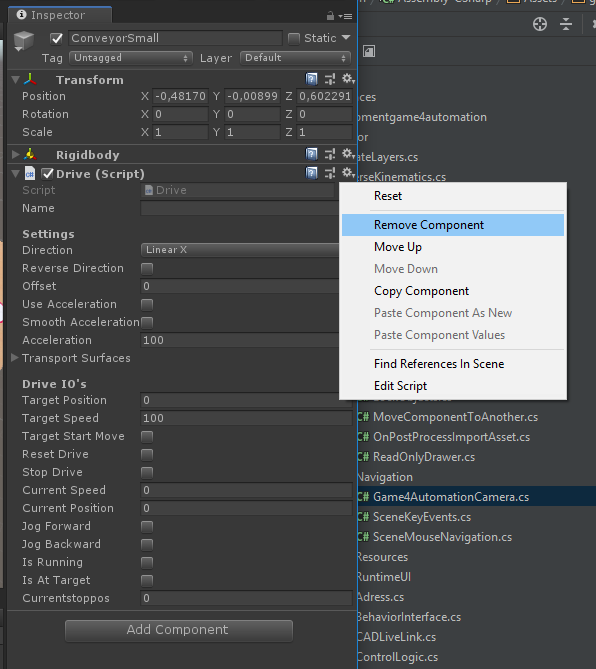 Inspector
ConveyorSmall Static
Tag Untagged Layer Default
Transform
Position X -0,48170 Y -0,00899 Z 0,602291
Rotation X 0 Y 0 Z 0
Scale X 1 Y 1 Z 1
Rigidbody
Drive (Script)
Script Drive
Name
Settings
Direction Linear X
Reverse Direction
Offset 0
Use Acceleration
Smooth Acceleration
Acceleration 100
Transport Surfaces
Drive IO's
Target Position 0
Target Speed 100
Target Start Move
Reset Drive
Stop Drive
Current Speed 0
Current Position 0
Jog Forward
Jog Backward
Is Running
Is At Target
Currentstoppos 0
Add Component
Reset
Remove Component
Move Up
Move Down
Copy Component
Paste Component As New
Paste Component Values
Find References In Scene
Edit Script
ces
omentgame4automation
or
ateLayers.cs
erseKinematics.cs
C# MoveComponentToAnother.cs
C# OnPostProcessImportAsset.cs
C# ReadOnlyDrawer.cs
Navigation
C# Game4AutomationCamera.cs
C# SceneKeyEvents.cs
C# SceneMouseNavigation.cs
Resources
RuntimeUI
Adress.cs
BehaviorInterface.cs
CADLiveLink.cs
ControlLogic.cs